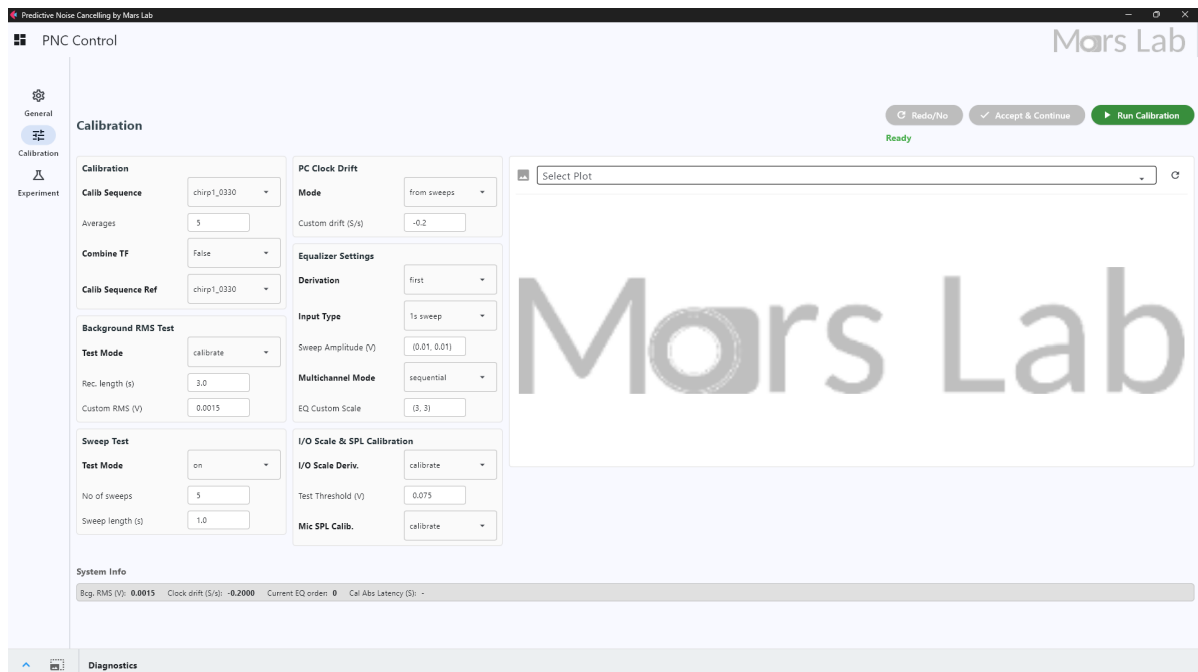 Predictive Noise Cancelling by Mars Lab
PNC Control
Mars Lab
General
Calibration
Experiment
Calibration
Redo/No
Accept & Continue
Run Calibration
Ready
Calibration
Calib Sequence chirp1_0330
Averages 5
Combine TF False
Calib Sequence Ref chirp1_0330
Background RMS Test
Test Mode calibrate
Rec. length (s) 3.0
Custom RMS (V) 0.0015
Sweep Test
Test Mode on
No of sweeps 5
Sweep length (s) 1.0
PC Clock Drift
Mode from sweeps
Custom drift (S/s) -0.2
Equalizer Settings
Derivation first
Input Type 1s sweep
Sweep Amplitude (V) (0.01, 0.01)
Multichannel Mode sequential
EQ Custom Scale (3, 3)
I/O Scale & SPL Calibration
I/O Scale Deriv. calibrate
Test Threshold (V) 0.075
Mic SPL Calib. calibrate
Select Plot
Mars Lab
System Info
Bcg. RMS (V): 0.0015 Clock drift (S/s): -0.2000 Current EQ order: 0 Cal Abs Latency (S): -
Diagnostics